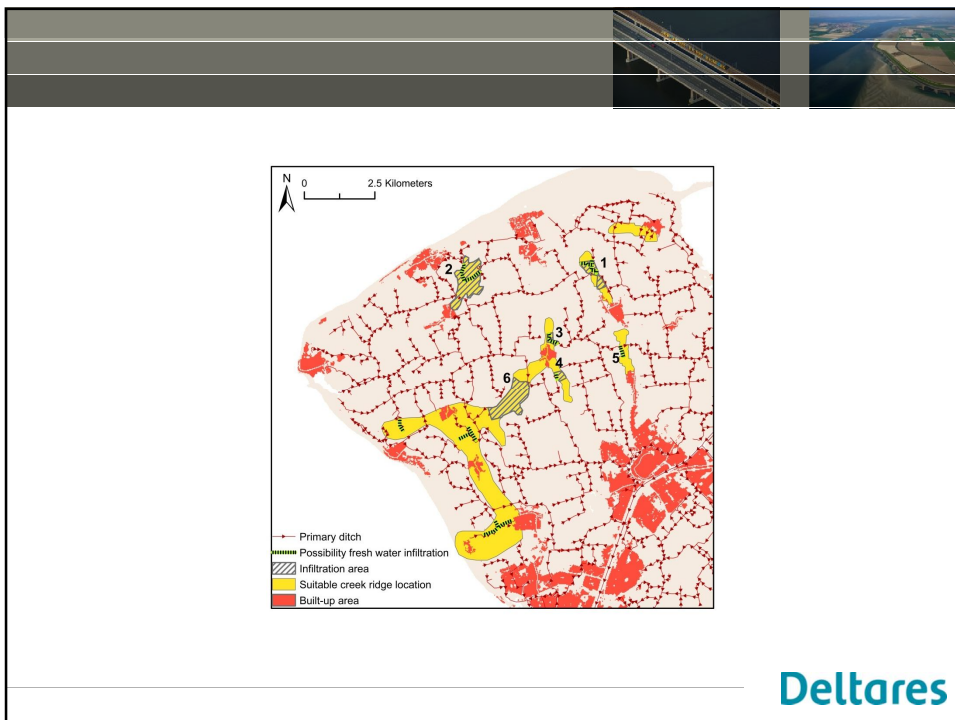 N
0 2.5 Kilometers
1
2
3
4
5
6
Primary ditch
Possibility fresh water infiltration
Infiltration area
Suitable creek ridge location
Built-up area
Deltares